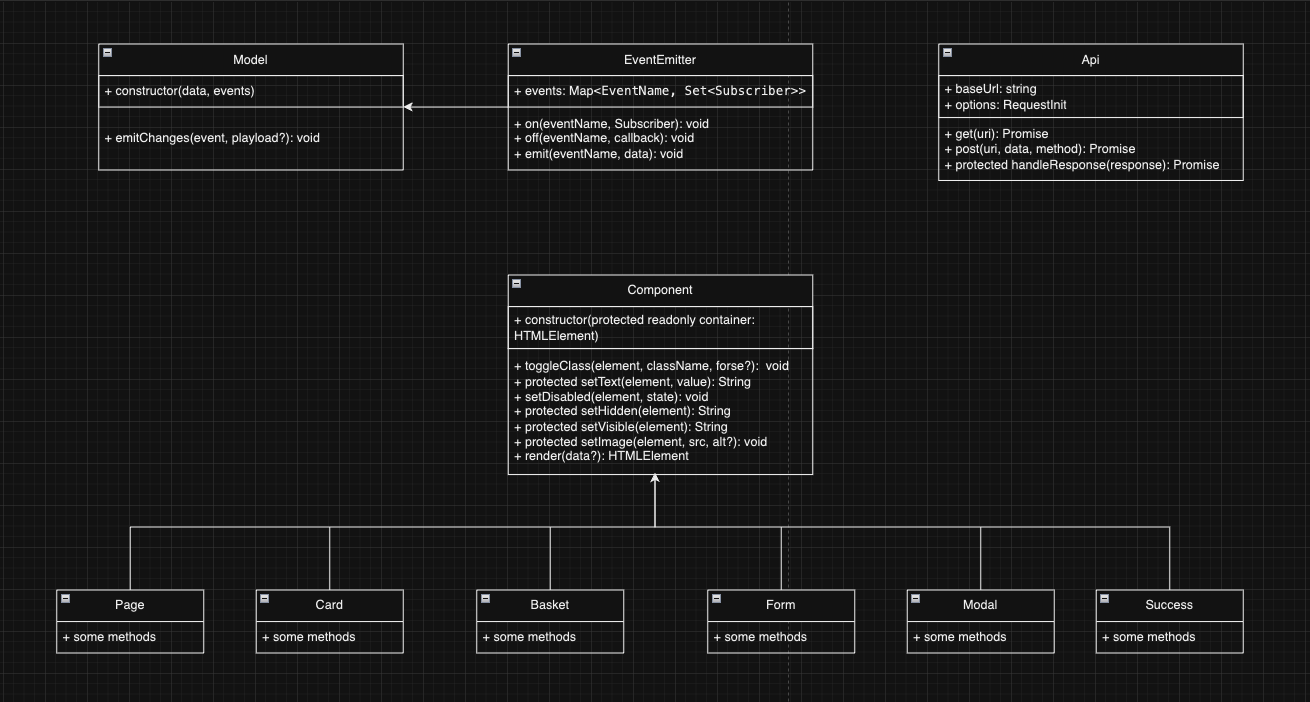 Model
+ constructor(data, events)
+ emitChanges(event, playload?): void
EventEmitter
+ events: Map<EventName, Set<Subscriber>>
+ on(eventName, Subscriber): void
+ off(eventName, callback): void
+ emit(eventName, data): void
Api
+ baseUrl: string
+ options: RequestInit
+ get(uri): Promise
+ post(uri, data, method): Promise
+ protected handleResponse(response): Promise
Component
+ constructor(protected readonly container:
HTMLElement)
+ toggleClass(element, className, forse?):  void
+ protected setText(element, value): String
+ setDisabled(element, state): void
+ protected setHidden(element): String
+ protected setVisible(element): String
+ protected setImage(element, src, alt?): void
+ render(data?): HTMLElement
Page
+ some methods
Card
+ some methods
Basket
+ some methods
Form
+ some methods
Modal
+ some methods
Success
+ some methods